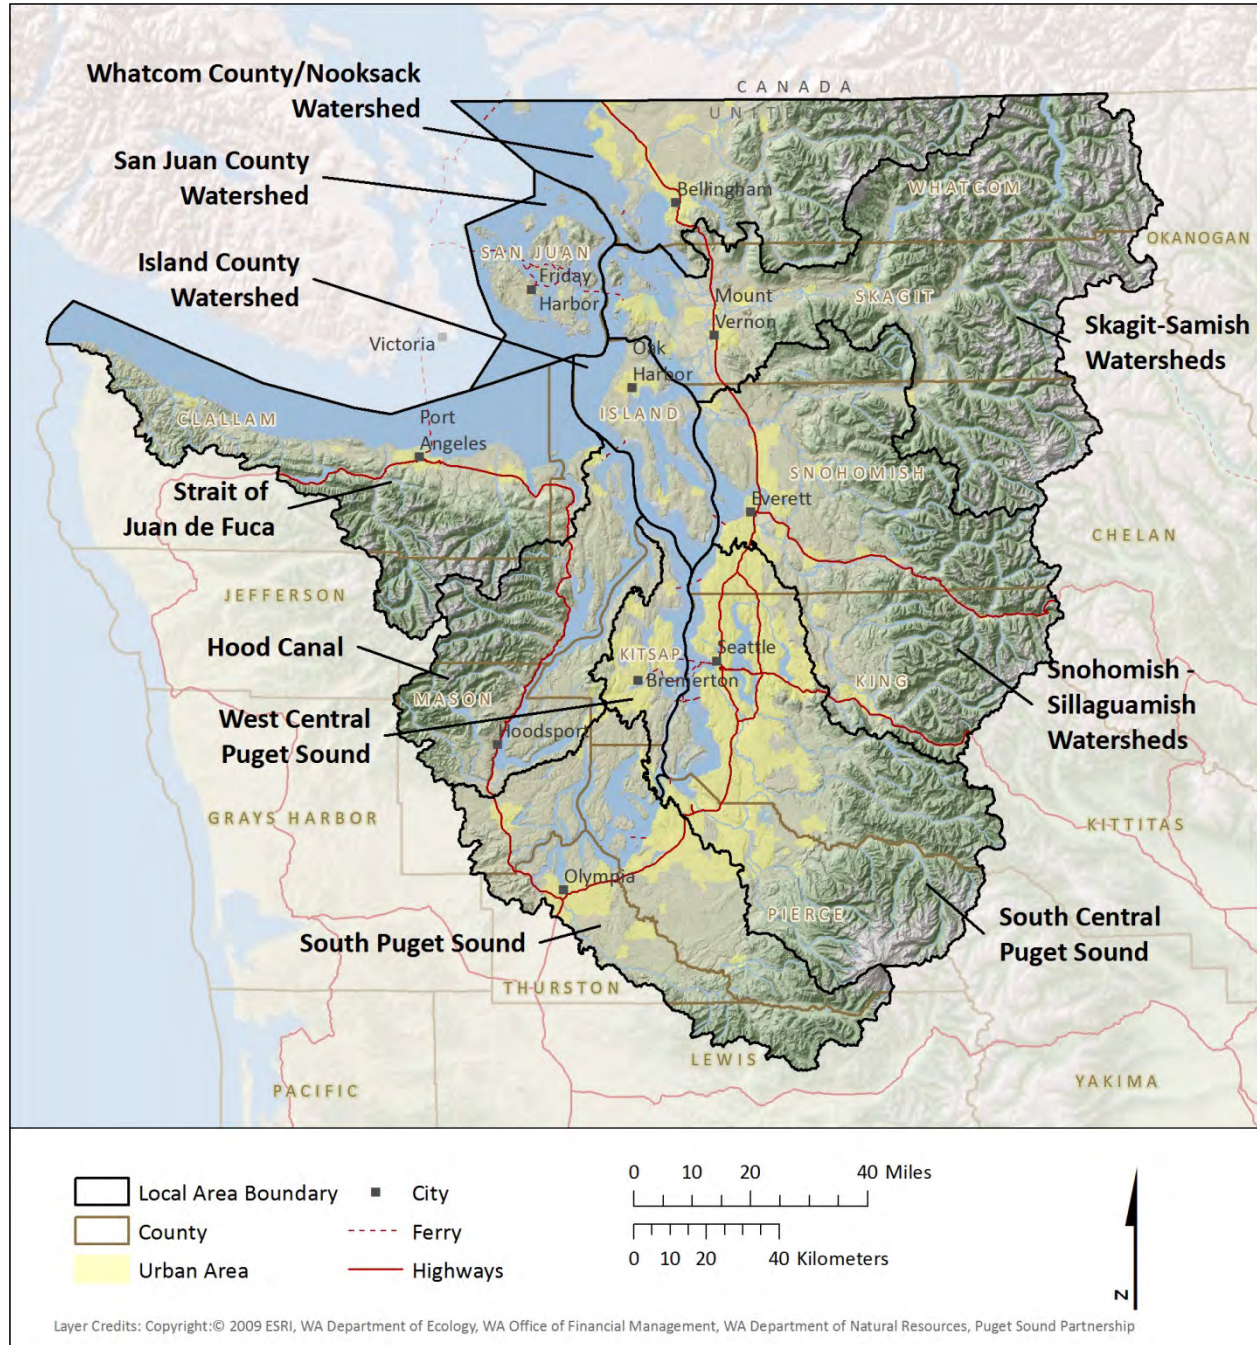 CANADA
UNITED
Whatcom County/Nooksack
Watershed
San Juan County
Watershed
Island County
Watershed
Bellingham
WHATCOM
OKANOGAN
SAN JUAN
Friday
Harbor
Mount
Vernon
SKAGIT
Skagit-Samish
Watersheds
Victoria
Oak
Harbor
ISLAND
CLALLAM
Port
Angeles
SNOHOMISH
Everett
Strait of
Juan de Fuca
CHELAN
JEFFERSON
Hood Canal
KITSAP
Seattle
Bremerton
KING
Snohomish -
Sillaguamish
Watersheds
MASON
West Central
Puget Sound
Hoodsport
GRAYS HARBOR
KITTITAS
Olympia
PIERCE
South Central
Puget Sound
South Puget Sound
THURSTON
LEWIS
PACIFIC
YAKIMA
Local Area Boundary
County
Urban Area
City
Ferry
Highways
0 10 20 40 Miles
0 10 20 40 Kilometers
N
Layer Credits: Copyright:© 2009 ESRI, WA Department of Ecology, WA Office of Financial Management, WA Department of Natural Resources, Puget Sound Partnership